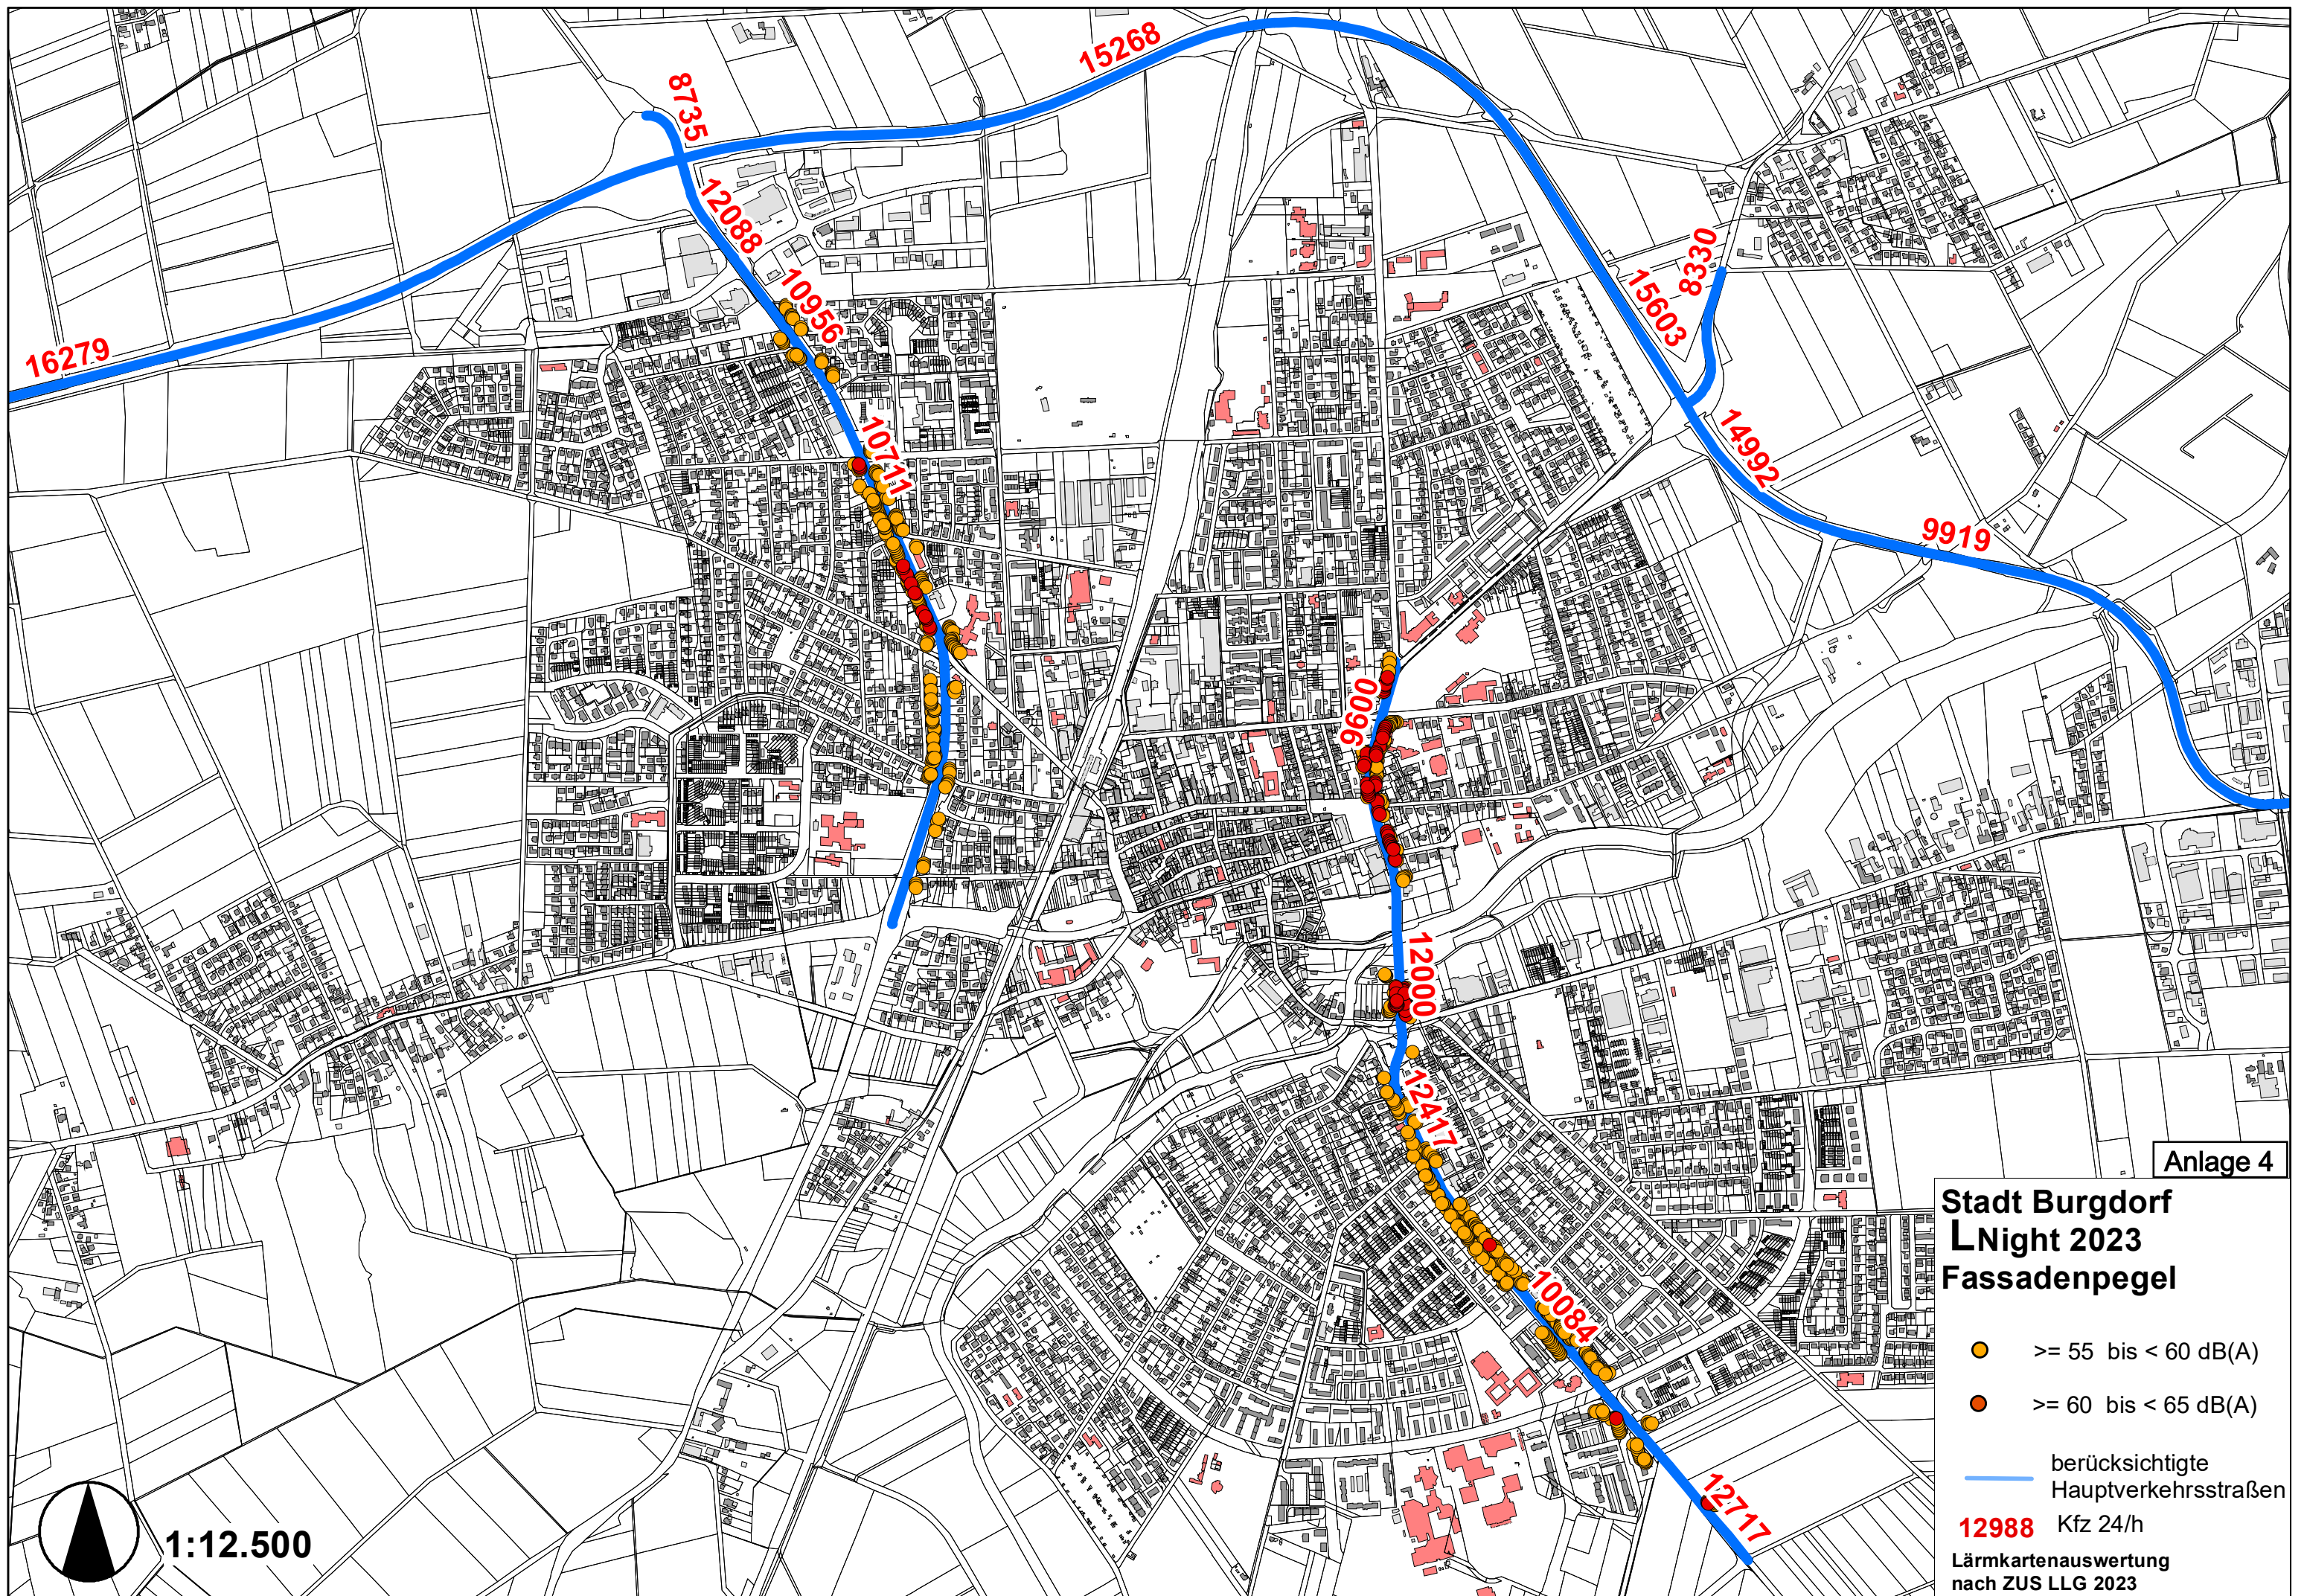 15268
8735
12088
10956
8330
15603
16279
10711
14992
9919
9600
12000
12417
10084
12717
Anlage 4
Stadt Burgdorf
LNight 2023
Fassadenpegel
>= 55 bis < 60 dB(A)
>= 60 bis < 65 dB(A)
berücksichtigte
Hauptverkehrsstraßen
12988 Kfz 24/h
Lärmkartenauswertung
nach ZUS LLG 2023
1:12.500